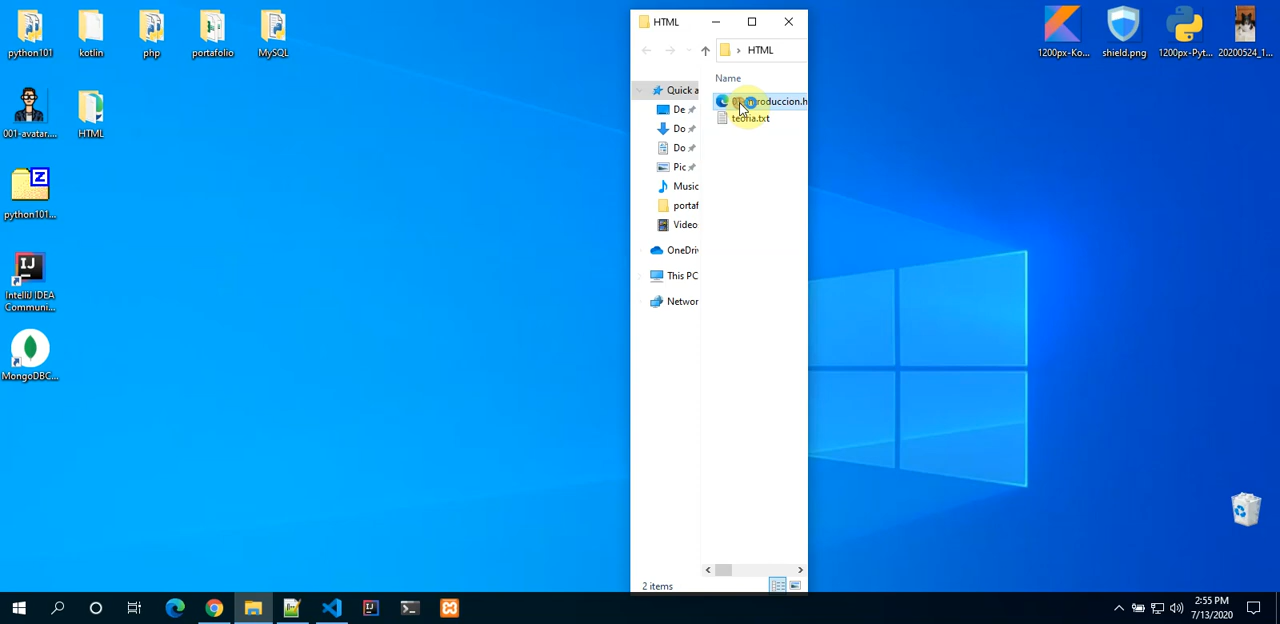 python101
kotlin
php
portafolio
MySQL
001-avatar....
HTML
python101...
IntelliJ IDEA
Communi...
MongoDBC...
HTML
HTML
Name
teoria.txt
Quick a
De
Do
Do
Pic
Music
portaf
Video
OneDriv
This PC
Networ
2 items
1200px-Ko...
shield.png
1200px-Pyt...
20200524_1...
2:55 PM
7/13/2020